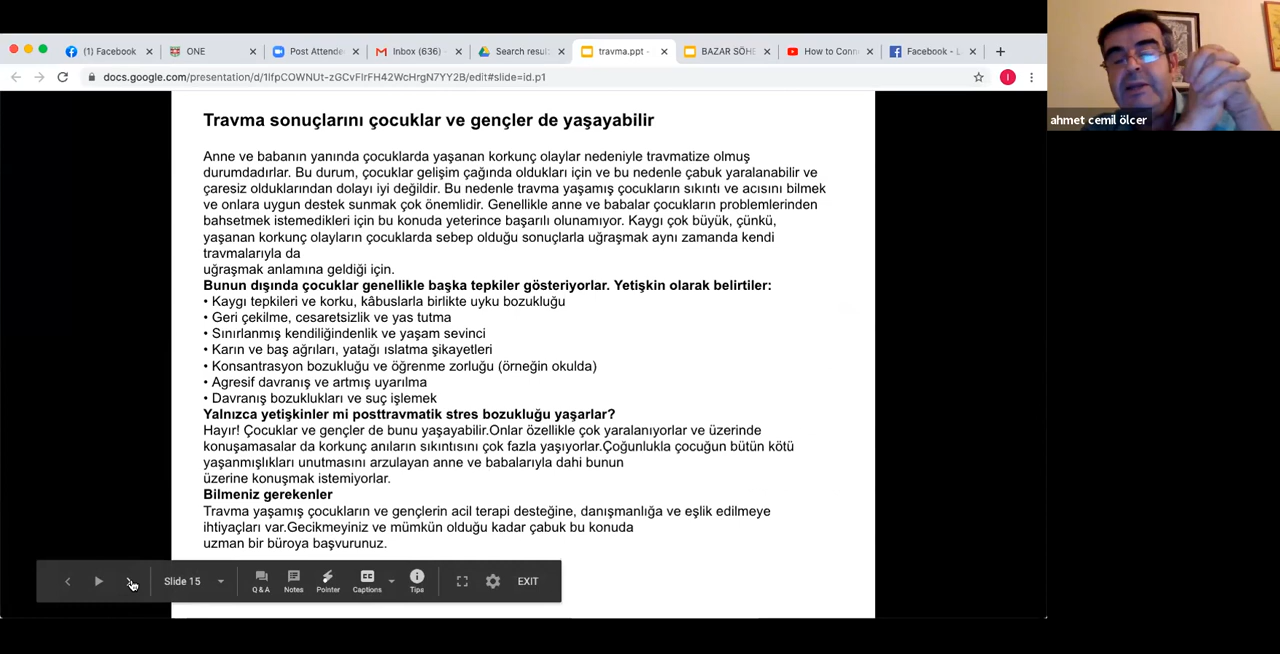 (1) Facebook
ONE
Post Attende
Inbox (636)
Search resul
travma.ppt -
BAZAR SÖHE
How to Conn
Facebook - L
docs.google.com/presentation/d/1lfpCOWNUt-zGCvFlrFH42WcHrgN7YY2B/edit#slide=id.p1
I
ahmet cemil ölcer
Travma sonuçlarını çocuklar ve gençler de yaşayabilir
Anne ve babanın yanında çocuklarda yaşanan korkunç olaylar nedeniyle travmatize olmuş
durumdadırlar. Bu durum, çocuklar gelişim çağında oldukları için ve bu nedenle çabuk yaralanabilir ve
çaresiz olduklarından dolayı iyi değildir. Bu nedenle travma yaşamış çocukların sıkıntı ve acısını bilmek
ve onlara uygun destek sunmak çok önemlidir. Genellikle anne ve babalar çocukların problemlerinden
bahsetmek istemedikleri için bu konuda yeterince başarılı olunamıyor. Kaygı çok büyük, çünkü,
yaşanan korkunç olayların çocuklarda sebep olduğu sonuçlarla uğraşmak aynı zamanda kendi
travmalarıyla da
uğraşmak anlamına geldiği için.
Bunun dışında çocuklar genellikle başka tepkiler gösteriyorlar. Yetişkin olarak belirtiler:
• Kaygı tepkileri ve korku, kâbuslarla birlikte uyku bozukluğu
• Geri çekilme, cesaretsizlik ve yas tutma
• Sınırlanmış kendiliğindenlik ve yaşam sevinci
• Karın ve baş ağrıları, yatağı ıslatma şikayetleri
• Konsantrasyon bozukluğu ve öğrenme zorluğu (örneğin okulda)
• Agresif davranış ve artmış uyarılma
• Davranış bozuklukları ve suç işlemek
Yalnızca yetişkinler mi posttravmatik stres bozukluğu yaşarlar?
Hayır! Çocuklar ve gençler de bunu yaşayabilir.Onlar özellikle çok yaralanıyorlar ve üzerinde
konuşamasalar da korkunç anıların sıkıntısını çok fazla yaşıyorlar.Çoğunlukla çocuğun bütün kötü
yaşanmışlıkları unutmasını arzulayan anne ve babalarıyla dahi bunun
üzerine konuşmak istemiyorlar.
Bilmeniz gerekenler
Travma yaşamış çocukların ve gençlerin acil terapi desteğine, danışmanlığa ve eşlik edilmeye
ihtiyaçları var.Gecikmeyiniz ve mümkün olduğu kadar çabuk bu konuda
uzman bir büroya başvurunuz.
Slide 15
Q & A
Notes
Pointer
Captions
Tips
EXIT